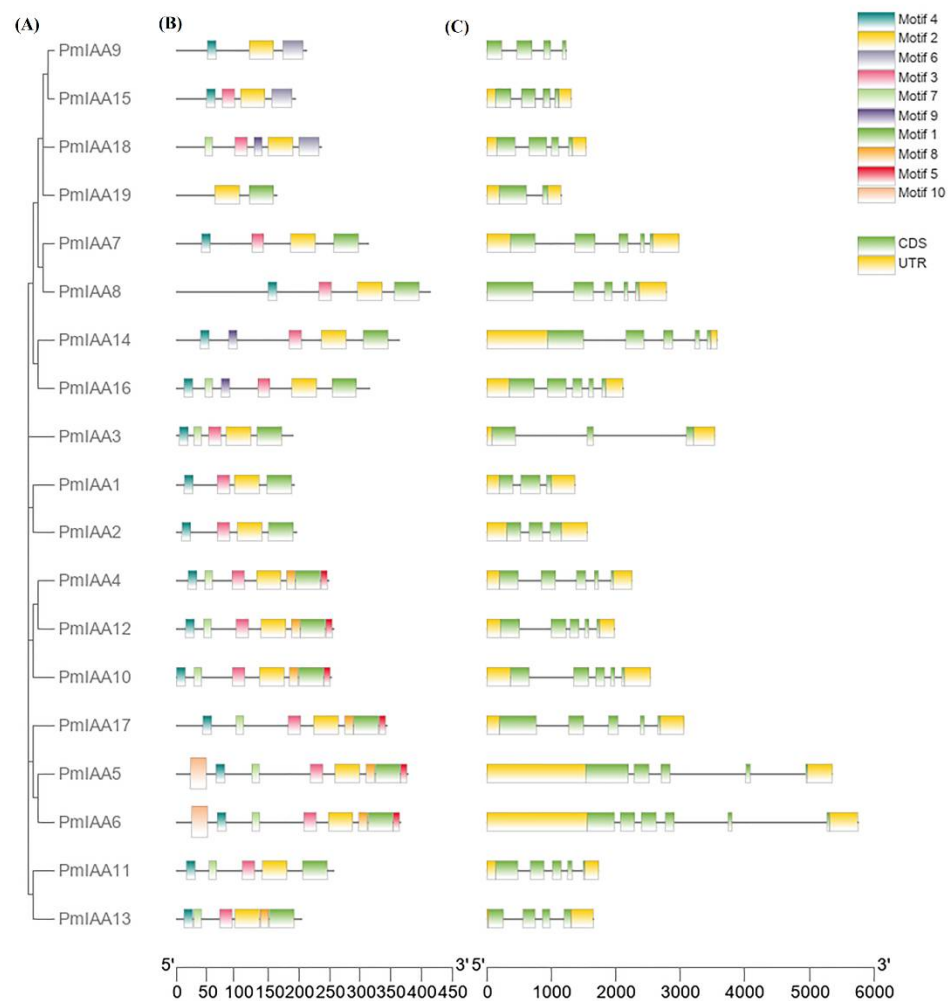 (A)
(B)
(C)
PmIAA9
PmIAA15
PmIAA18
PmIAA19
PmIAA7
PmIAA8
PmIAA14
PmIAA16
PmIAA3
PmIAA1
PmIAA2
PmIAA4
PmIAA12
PmIAA10
PmIAA17
PmIAA5
PmIAA6
PmIAA11
PmIAA13
Motif 4
Motif 2
Motif 6
Motif 3
Motif 7
Motif 9
Motif 1
Motif 8
Motif 5
Motif 10
CDS
UTR
5' 3' 5' 3'
0 50 100 150 200 250 300 350 400 450 0 1000 2000 3000 4000 5000 6000